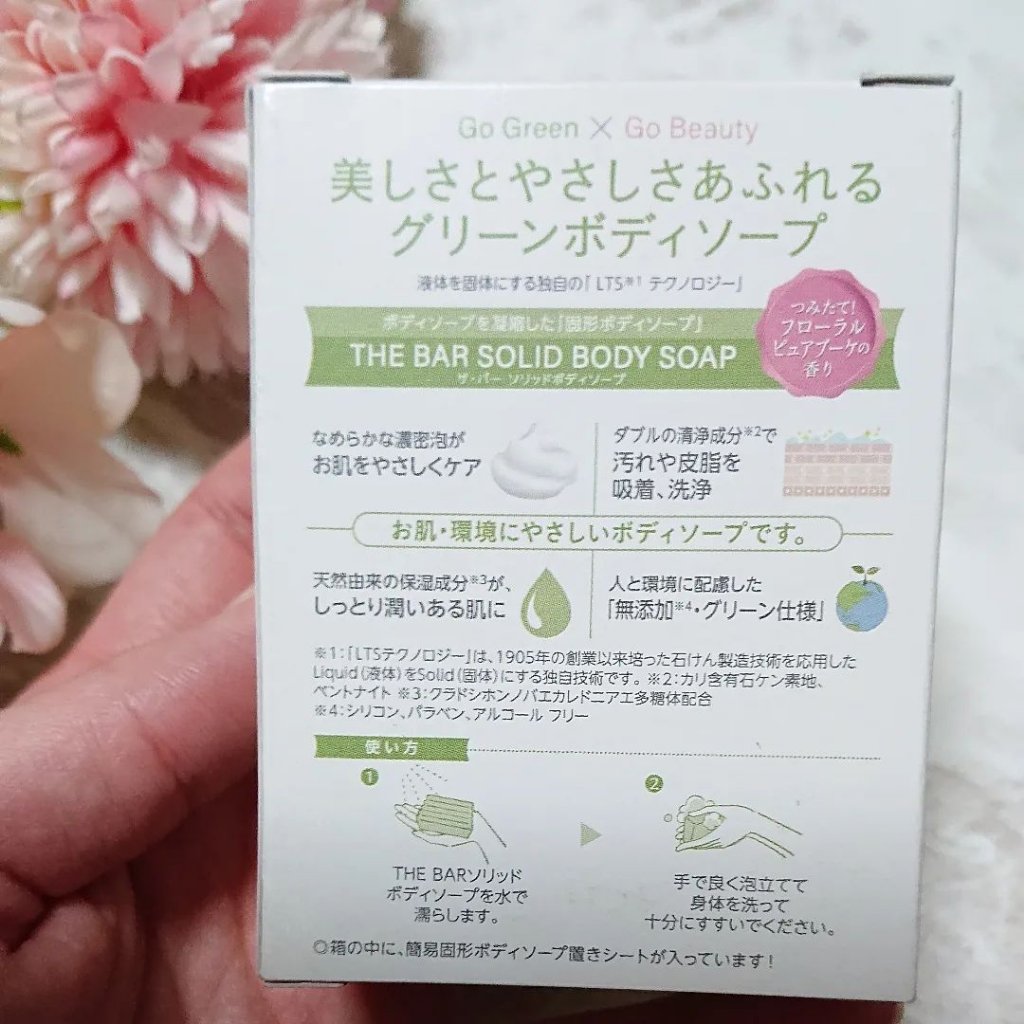 Go Green × Go Beauty
美しさとやさしさあふれる
グリーンボディソープ
液体を固体にする独自の「LTS※1 テクノロジー」
ボディソープを凝縮した「固形ボディソープ」
THE BAR SOLID BODY SOAP
ザ・バー ソリッドボディソープ
つみたて!
フローラル
ピュアブーケの
香り
なめらかな濃密泡が
お肌をやさしくケア
ダブルの清浄成分※2で
汚れや皮脂を
吸着、洗浄
お肌・環境にやさしいボディソープです。
天然由来の保湿成分※3が、
しっとり潤いある肌に
人と環境に配慮した
「無添加※4・グリーン仕様」
※1:「LTSテクノロジー」は、1905年の創業以来培った石けん製造技術を応用した
Liquid(液体)をSolid(固体)にする独自技術です。※2:カリ含有石ケン素地、
ベントナイト ※3:クラドシホンノバエカレドニアエ多糖体配合
※4:シリコン、パラベン、アルコール フリー
使い方
1
THE BARソリッド
ボディソープを水で
濡らします。
2
手で良く泡立てて
身体を洗って
十分にすすいでください。
◎箱の中に、簡易固形ボディソープ置きシートが入っています!